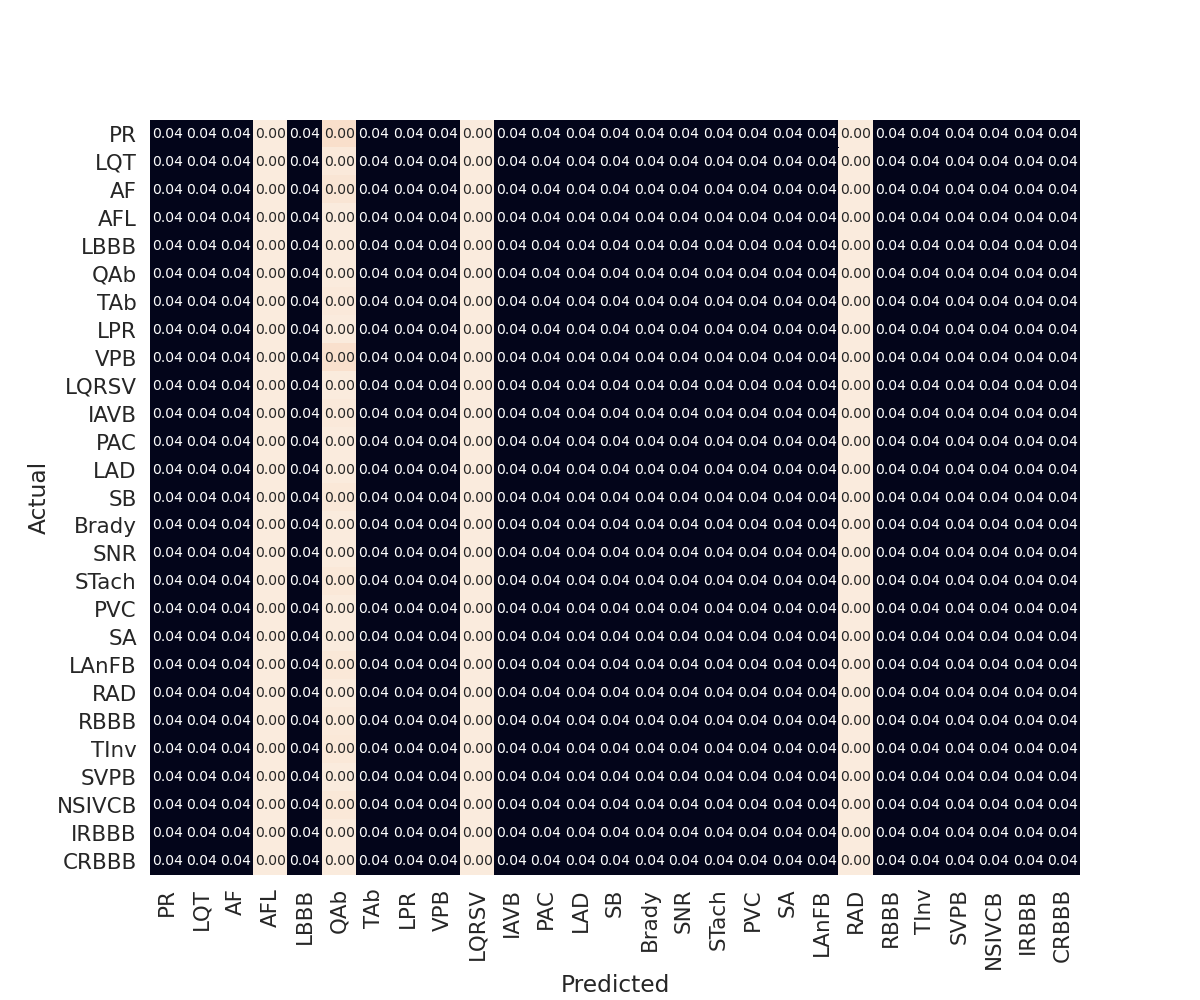 PR 0.04 0.04 0.04 0.00 0.04 0.00 0.04 0.04 0.04 0.00 0.04 0.04 0.04 0.04 0.04 0.04 0.04 0.04 0.04 0.04 0.00 0.04 0.04 0.04 0.04 0.04 0.04
LQT 0.04 0.04 0.04 0.00 0.04 0.00 0.04 0.04 0.04 0.00 0.04 0.04 0.04 0.04 0.04 0.04 0.04 0.04 0.04 0.04 0.00 0.04 0.04 0.04 0.04 0.04 0.04
AF 0.04 0.04 0.04 0.00 0.04 0.00 0.04 0.04 0.04 0.00 0.04 0.04 0.04 0.04 0.04 0.04 0.04 0.04 0.04 0.04 0.00 0.04 0.04 0.04 0.04 0.04 0.04
AFL 0.04 0.04 0.04 0.00 0.04 0.00 0.04 0.04 0.04 0.00 0.04 0.04 0.04 0.04 0.04 0.04 0.04 0.04 0.04 0.04 0.00 0.04 0.04 0.04 0.04 0.04 0.04
LBBB 0.04 0.04 0.04 0.00 0.04 0.00 0.04 0.04 0.04 0.00 0.04 0.04 0.04 0.04 0.04 0.04 0.04 0.04 0.04 0.04 0.00 0.04 0.04 0.04 0.04 0.04 0.04
QAb 0.04 0.04 0.04 0.00 0.04 0.00 0.04 0.04 0.04 0.00 0.04 0.04 0.04 0.04 0.04 0.04 0.04 0.04 0.04 0.04 0.00 0.04 0.04 0.04 0.04 0.04 0.04
TAb 0.04 0.04 0.04 0.00 0.04 0.00 0.04 0.04 0.04 0.00 0.04 0.04 0.04 0.04 0.04 0.04 0.04 0.04 0.04 0.04 0.00 0.04 0.04 0.04 0.04 0.04 0.04
LPR 0.04 0.04 0.04 0.00 0.04 0.00 0.04 0.04 0.04 0.00 0.04 0.04 0.04 0.04 0.04 0.04 0.04 0.04 0.04 0.04 0.00 0.04 0.04 0.04 0.04 0.04 0.04
VPB 0.04 0.04 0.04 0.00 0.04 0.00 0.04 0.04 0.04 0.00 0.04 0.04 0.04 0.04 0.04 0.04 0.04 0.04 0.04 0.04 0.00 0.04 0.04 0.04 0.04 0.04 0.04
LQRSV 0.04 0.04 0.04 0.00 0.04 0.00 0.04 0.04 0.04 0.00 0.04 0.04 0.04 0.04 0.04 0.04 0.04 0.04 0.04 0.04 0.00 0.04 0.04 0.04 0.04 0.04 0.04
IAVB 0.04 0.04 0.04 0.00 0.04 0.00 0.04 0.04 0.04 0.00 0.04 0.04 0.04 0.04 0.04 0.04 0.04 0.04 0.04 0.04 0.00 0.04 0.04 0.04 0.04 0.04 0.04
PAC 0.04 0.04 0.04 0.00 0.04 0.00 0.04 0.04 0.04 0.00 0.04 0.04 0.04 0.04 0.04 0.04 0.04 0.04 0.04 0.04 0.00 0.04 0.04 0.04 0.04 0.04 0.04
LAD 0.04 0.04 0.04 0.00 0.04 0.00 0.04 0.04 0.04 0.00 0.04 0.04 0.04 0.04 0.04 0.04 0.04 0.04 0.04 0.04 0.00 0.04 0.04 0.04 0.04 0.04 0.04
SB 0.04 0.04 0.04 0.00 0.04 0.00 0.04 0.04 0.04 0.00 0.04 0.04 0.04 0.04 0.04 0.04 0.04 0.04 0.04 0.04 0.00 0.04 0.04 0.04 0.04 0.04 0.04
Brady 0.04 0.04 0.04 0.00 0.04 0.00 0.04 0.04 0.04 0.00 0.04 0.04 0.04 0.04 0.04 0.04 0.04 0.04 0.04 0.04 0.00 0.04 0.04 0.04 0.04 0.04 0.04
SNR 0.04 0.04 0.04 0.00 0.04 0.00 0.04 0.04 0.04 0.00 0.04 0.04 0.04 0.04 0.04 0.04 0.04 0.04 0.04 0.04 0.00 0.04 0.04 0.04 0.04 0.04 0.04
STach 0.04 0.04 0.04 0.00 0.04 0.00 0.04 0.04 0.04 0.00 0.04 0.04 0.04 0.04 0.04 0.04 0.04 0.04 0.04 0.04 0.00 0.04 0.04 0.04 0.04 0.04 0.04
PVC 0.04 0.04 0.04 0.00 0.04 0.00 0.04 0.04 0.04 0.00 0.04 0.04 0.04 0.04 0.04 0.04 0.04 0.04 0.04 0.04 0.00 0.04 0.04 0.04 0.04 0.04 0.04
SA 0.04 0.04 0.04 0.00 0.04 0.00 0.04 0.04 0.04 0.00 0.04 0.04 0.04 0.04 0.04 0.04 0.04 0.04 0.04 0.04 0.00 0.04 0.04 0.04 0.04 0.04 0.04
LAnFB 0.04 0.04 0.04 0.00 0.04 0.00 0.04 0.04 0.04 0.00 0.04 0.04 0.04 0.04 0.04 0.04 0.04 0.04 0.04 0.04 0.00 0.04 0.04 0.04 0.04 0.04 0.04
RAD 0.04 0.04 0.04 0.00 0.04 0.00 0.04 0.04 0.04 0.00 0.04 0.04 0.04 0.04 0.04 0.04 0.04 0.04 0.04 0.04 0.00 0.04 0.04 0.04 0.04 0.04 0.04
RBBB 0.04 0.04 0.04 0.00 0.04 0.00 0.04 0.04 0.04 0.00 0.04 0.04 0.04 0.04 0.04 0.04 0.04 0.04 0.04 0.04 0.00 0.04 0.04 0.04 0.04 0.04 0.04
TInv 0.04 0.04 0.04 0.00 0.04 0.00 0.04 0.04 0.04 0.00 0.04 0.04 0.04 0.04 0.04 0.04 0.04 0.04 0.04 0.04 0.00 0.04 0.04 0.04 0.04 0.04 0.04
SVPB 0.04 0.04 0.04 0.00 0.04 0.00 0.04 0.04 0.04 0.00 0.04 0.04 0.04 0.04 0.04 0.04 0.04 0.04 0.04 0.04 0.00 0.04 0.04 0.04 0.04 0.04 0.04
NSIVCB 0.04 0.04 0.04 0.00 0.04 0.00 0.04 0.04 0.04 0.00 0.04 0.04 0.04 0.04 0.04 0.04 0.04 0.04 0.04 0.04 0.00 0.04 0.04 0.04 0.04 0.04 0.04
IRBBB 0.04 0.04 0.04 0.00 0.04 0.00 0.04 0.04 0.04 0.00 0.04 0.04 0.04 0.04 0.04 0.04 0.04 0.04 0.04 0.04 0.00 0.04 0.04 0.04 0.04 0.04 0.04
CRBBB 0.04 0.04 0.04 0.00 0.04 0.00 0.04 0.04 0.04 0.00 0.04 0.04 0.04 0.04 0.04 0.04 0.04 0.04 0.04 0.04 0.00 0.04 0.04 0.04 0.04 0.04 0.04
Actual
PR LQT AF AFL LBBB QAb TAb LPR VPB LQRSV IAVB PAC LAD SB Brady SNR STach PVC SA LAnFB RAD RBBB TInv SVPB NSIVCB IRBBB CRBBB
Predicted